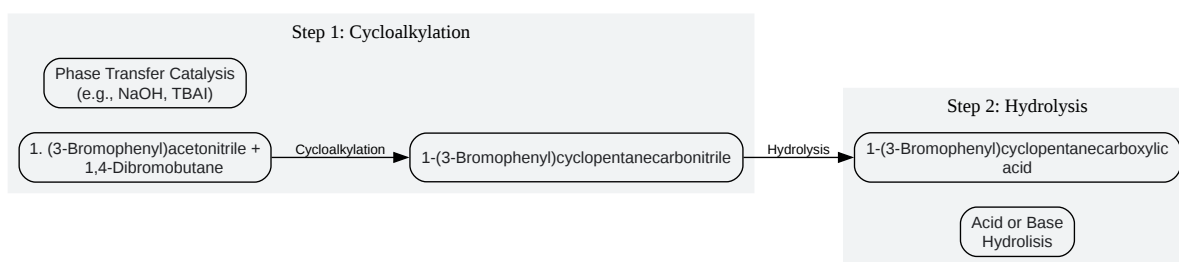 Step 1: Cycloalkylation
Phase Transfer Catalysis
(e.g., NaOH, TBAI)
1. (3-Bromophenyl)acetonitrile +
1,4-Dibromobutane
Cycloalkylation
1-(3-Bromophenyl)cyclopentanecarbonitrile
Hydrolysis
Step 2: Hydrolysis
1-(3-Bromophenyl)cyclopentanecarboxylic
acid
Acid or Base
Hydrolisis